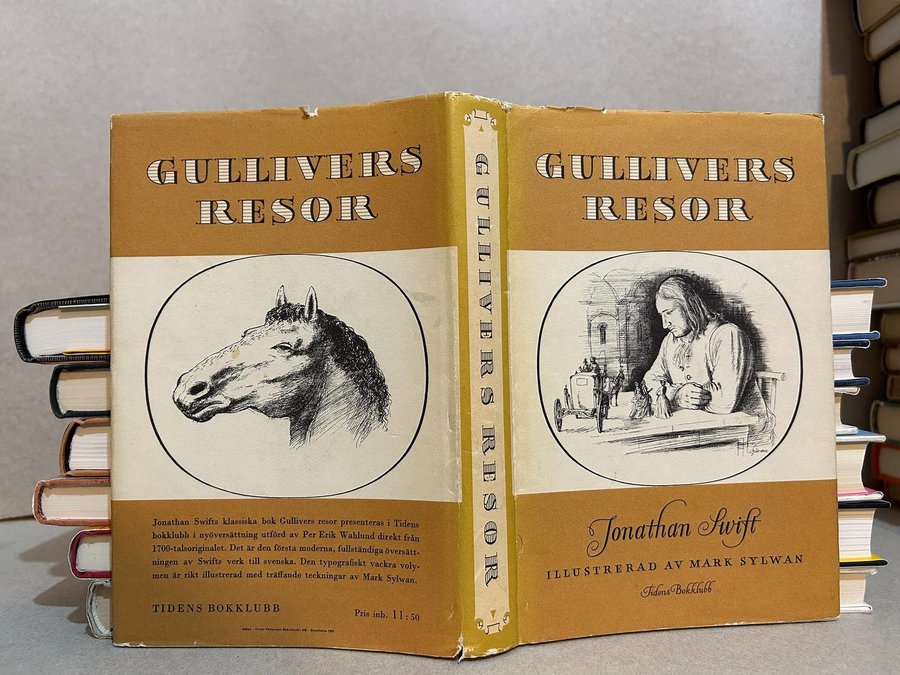 GULLIVERS
RESOR
Jonathan Swifts klassiska bok Gullivers resor presenteras i Tidens
bokklubb i nyöversättning utförd av Per Erik Wahlund direkt från
1700-talsoriginalet. Det är den första moderna, fullständiga översätt-
ningen av Swifts verk till svenska. Den typografiskt vackra voly-
men är rikt illustrerad med träffande teckningar av Mark Sylwan.
TIDENS BOKKLUBB
Pris inb. 11:50
GULLIVERS RESOR
GULLIVERS
RESOR
Jonathan Swift
ILLUSTRERAD AV MARK SYLWAN
Tidens Bokklubb